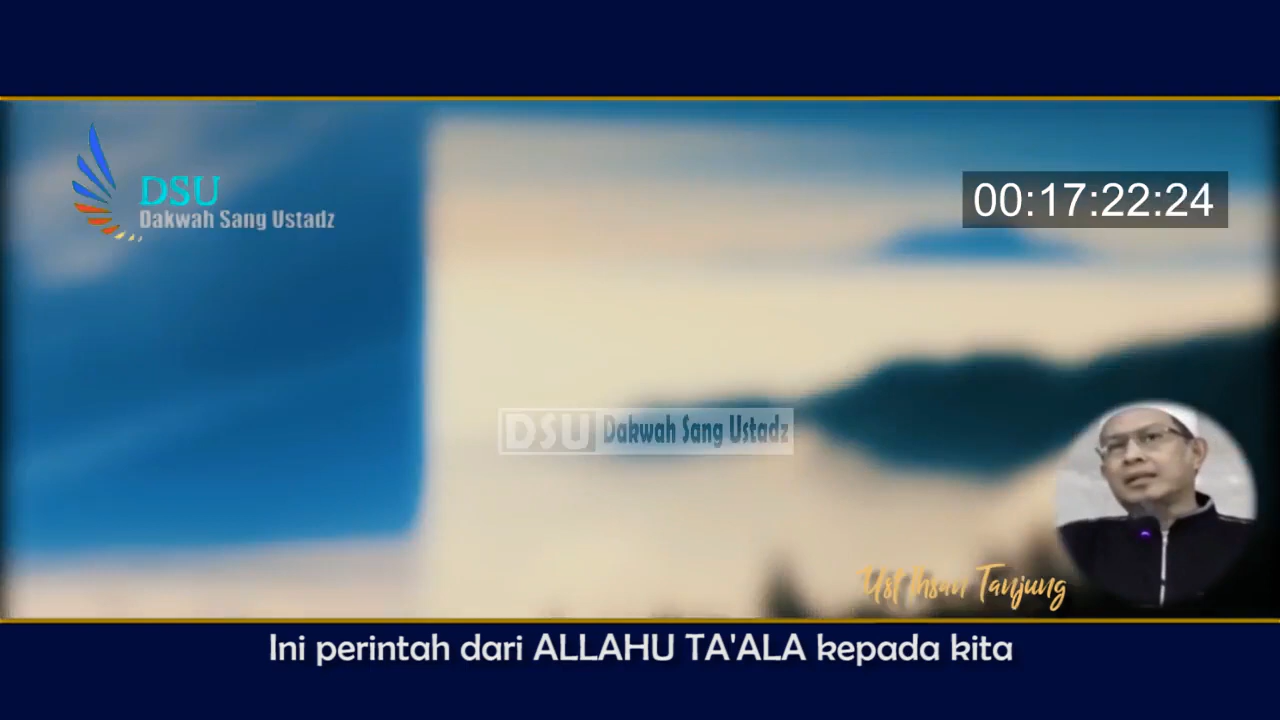 DSU
Dakwah Sang Ustadz
00:17:22:24
DSU Dakwah Sang Ustadz
Ust Ihsan Tanjung
Ini perintah dari ALLAHU TA'ALA kepada kita